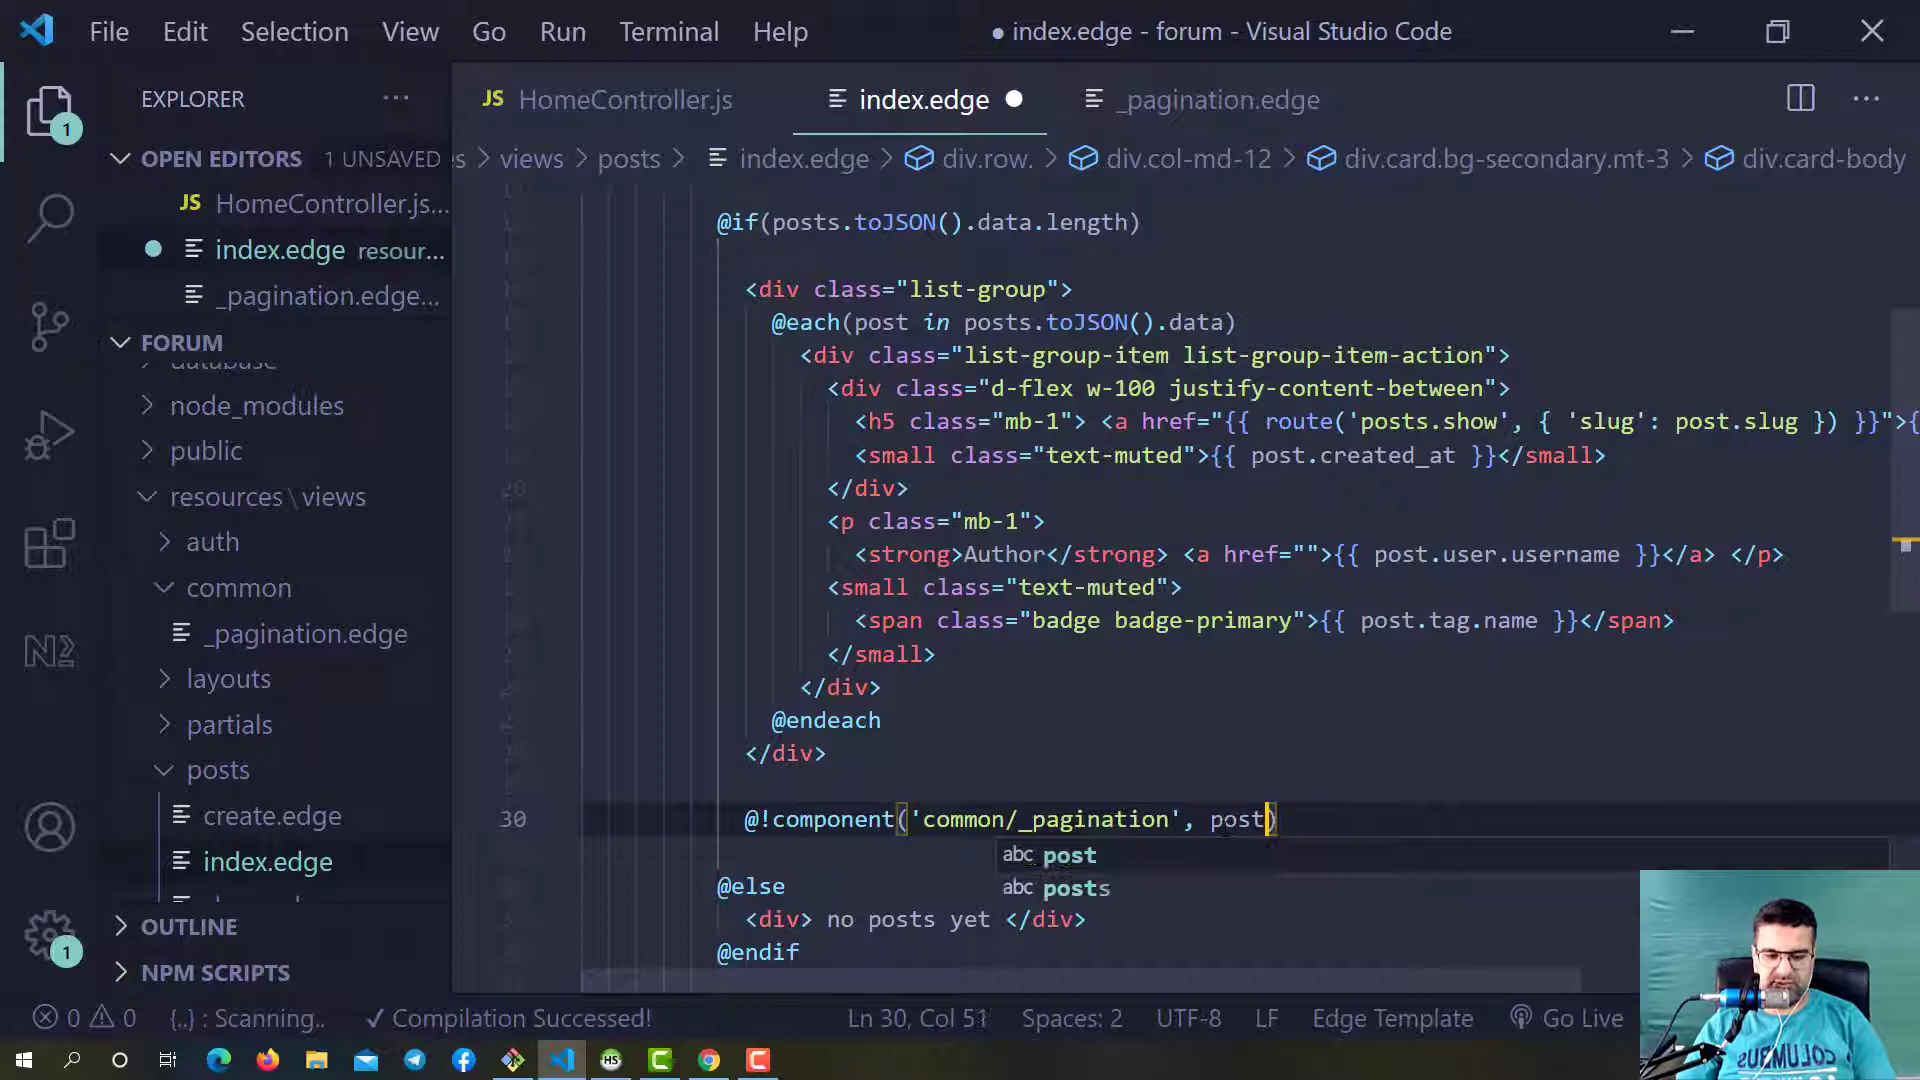 File Edit Selection View Go Run Terminal Help
● index.edge - forum - Visual Studio Code
EXPLORER
JS HomeController.js
index.edge
_pagination.edge
OPEN EDITORS 1 UNSAVED
s > views > posts > index.edge > div.row. > div.col-md-12 > div.card.bg-secondary.mt-3 > div.card-body
JS HomeController.js...
index.edge resour...
_pagination.edge...
FORUM
database
node_modules
public
resources\views
auth
common
_pagination.edge
layouts
partials
posts
create.edge
index.edge
OUTLINE
NPM SCRIPTS
1
1
@if(posts.toJSON().data.length)
<div class="list-group">
@each(post in posts.toJSON().data)
<div class="list-group-item list-group-item-action">
<div class="d-flex w-100 justify-content-between">
<h5 class="mb-1"> <a href="{{ route('posts.show', { 'slug': post.slug }) }}">{
<small class="text-muted">{{ post.created_at }}</small>
20 </div>
<p class="mb-1">
<strong>Author</strong> <a href="">{{ post.user.username }}</a> </p>
<small class="text-muted">
<span class="badge badge-primary">{{ post.tag.name }}</span>
</small>
</div>
@endeach
</div>
30 @!component('common/_pagination', post)
abc post
abc posts
@else
<div> no posts yet </div>
@endif
0 0 {..} : Scanning.. ✓ Compilation Successed! Ln 30, Col 51 Spaces: 2 UTF-8 LF Edge Template Go Live
HS
COLUMBUS